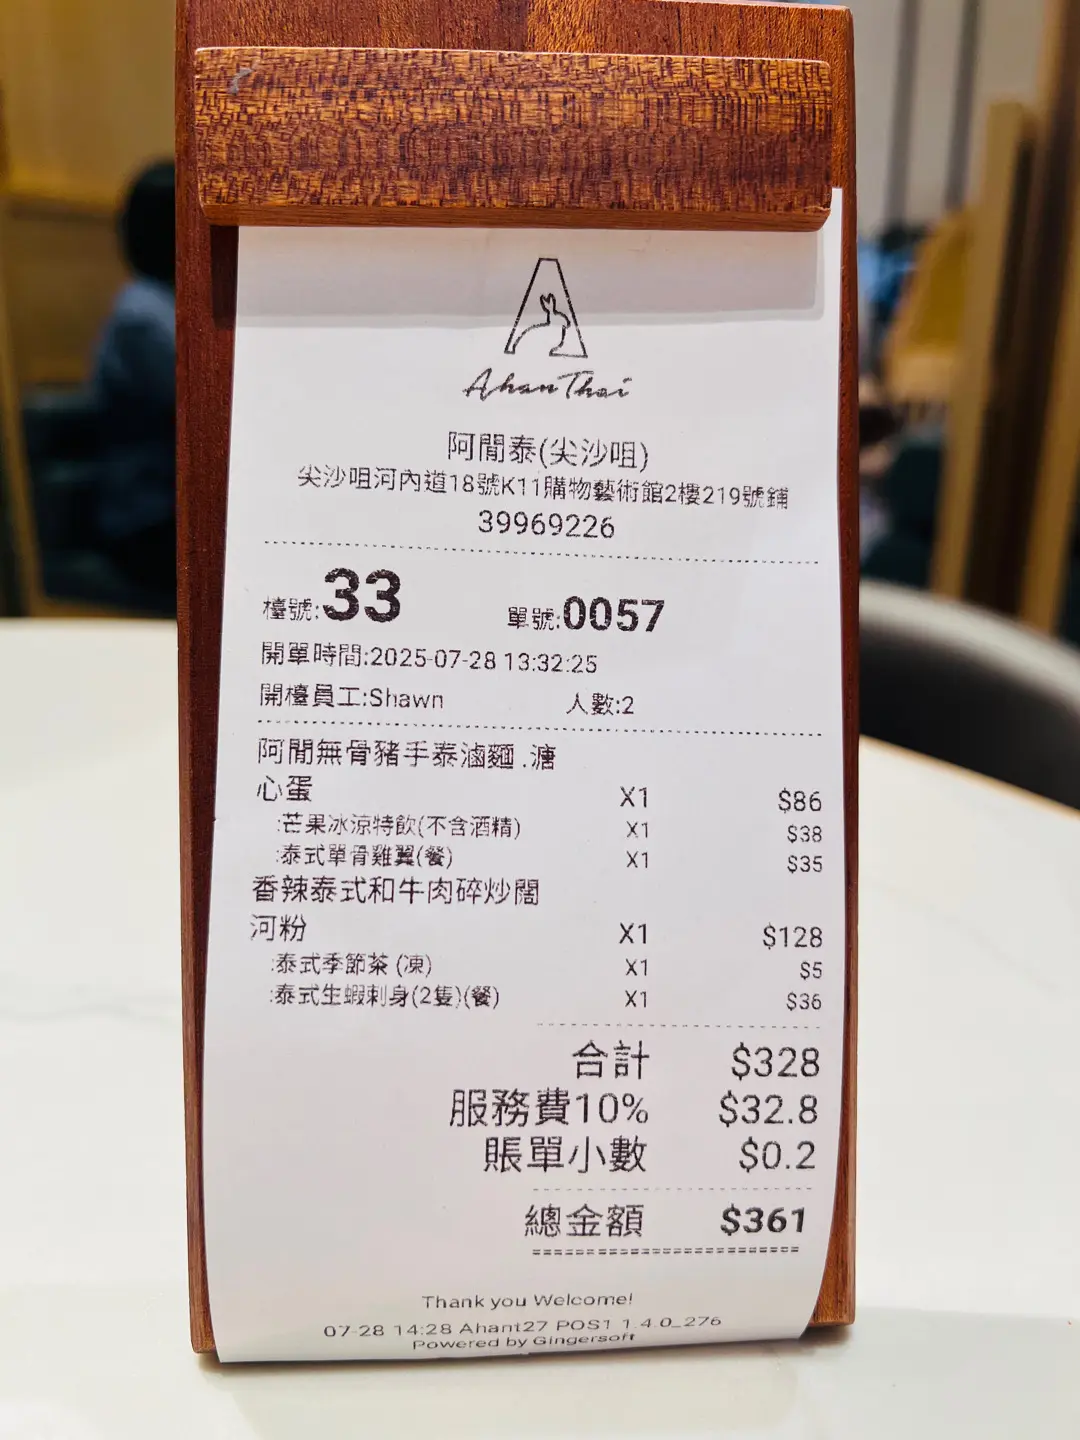 Ahan Thai
阿閒泰(尖沙咀)
尖沙咀河內道18號K11購物藝術館2樓219號鋪
39969226
檯號:33 單號:0057
開單時間:2025-07-28 13:32:25
開檯員工:Shawn 人數:2
阿閒無骨豬手泰滷麵 .溏
心蛋 X1 $86
:芒果冰涼特飲(不含酒精) X1 $38
:泰式單骨雞翼(餐) X1 $35
香辣泰式和牛肉碎炒闊
河粉 X1 $128
:泰式季節茶 (凍) X1 $5
:泰式生蝦刺身(2隻)(餐) X1 $36
合計 $328
服務費10% $32.8
賬單小數 $0.2
總金額 $361
Thank you Welcome!
07-28 14:28 Ahant27 POS1 1.4.0_276
Powered by Gingersoft